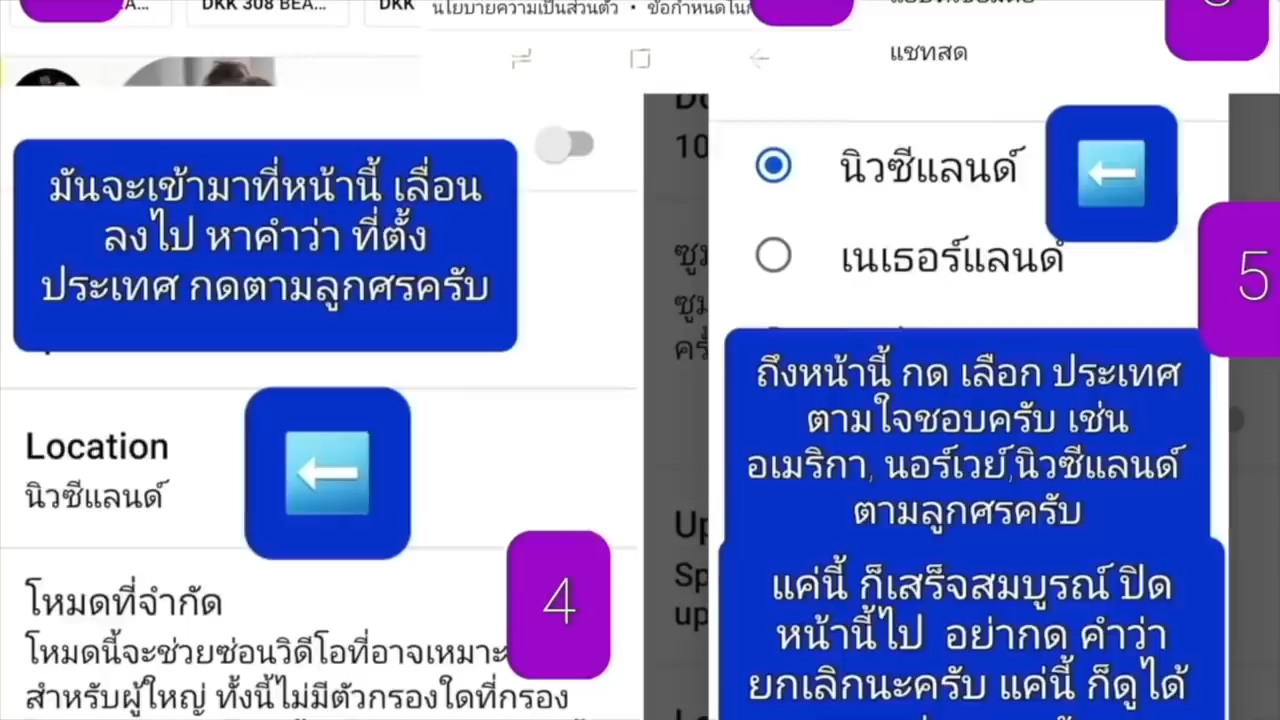 DKK 308 BEA...
DKK
นโยบายความเป็นส่วนตัว • ข้อกำหนดใน
แชทสด
มันจะเข้ามาที่หน้านี้ เลื่อน
ลงไป หาคำว่า ที่ตั้ง
ประเทศ กดตามลูกศรครับ
Location
นิวซีแลนด์
4
โหมดที่จำกัด
โหมดนี้จะช่วยซ่อนวิดีโอที่อาจเหมาะ
สำหรับผู้ใหญ่ ทั้งนี้ไม่มีตัวกรองใดที่กรอง
10
ซูม
ซูม
ครั้
Up
Sp
up
นิวซีแลนด์
เนเธอร์แลนด์
5
ถึงหน้านี้ กด เลือก ประเทศ
ตามใจชอบครับ เช่น
อเมริกา, นอร์เวย์,นิวซีแลนด์
ตามลูกศรครับ
แค่นี้ ก็เสร็จสมบูรณ์ ปิด
หน้านี้ไป อย่ากด คำว่า
ยกเลิกนะครับ แค่นี้ ก็ดูได้